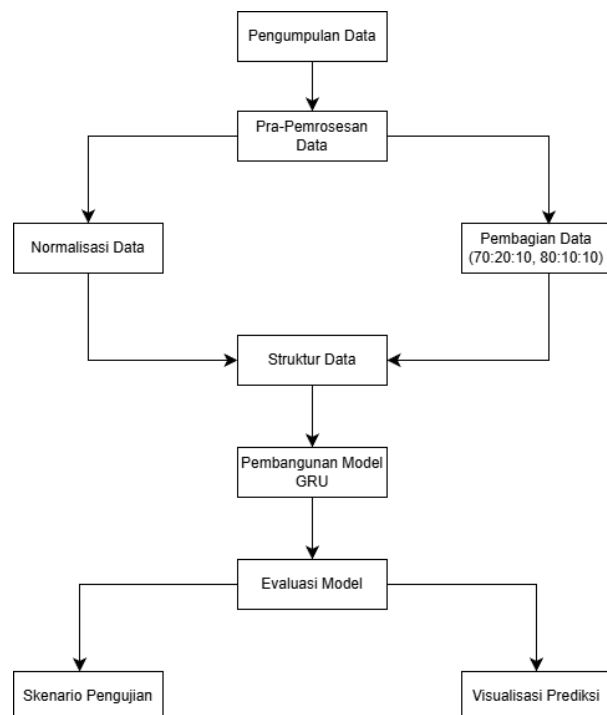 Pengumpulan Data
Pra-Pemrosesan
Data
Normalisasi Data
Pembagian Data
(70:20:10, 80:10:10)
Struktur Data
Pembangunan Model
GRU
Evaluasi Model
Skenario Pengujian
Visualisasi Prediksi